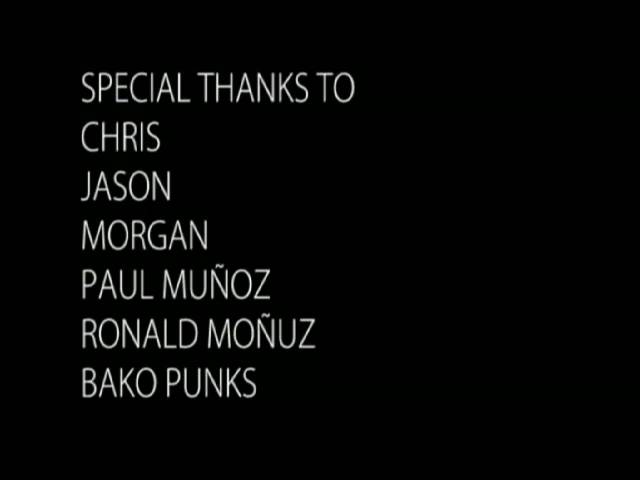 SPECIAL THANKS TO
CHRIS
JASON
MORGAN
PAUL MUÑOZ
RONALD MOÑUZ
BAKO PUNKS